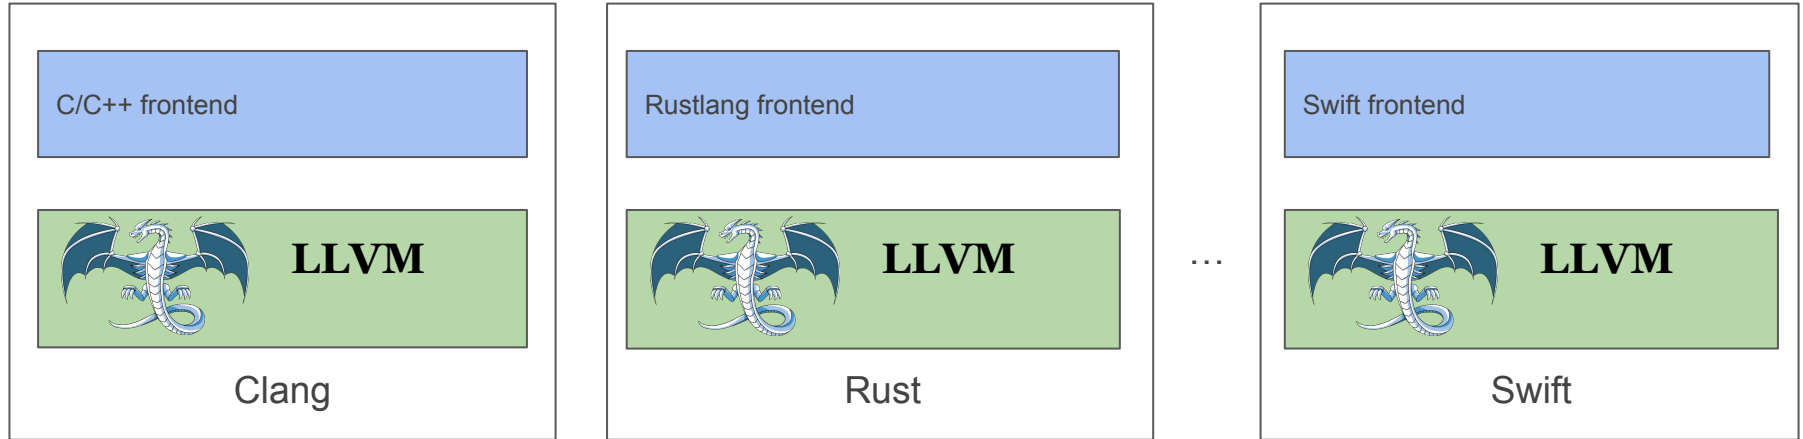 C/C++ frontend
LLVM
Clang
Rustlang frontend
LLVM
Rust
...
Swift frontend
LLVM
Swift